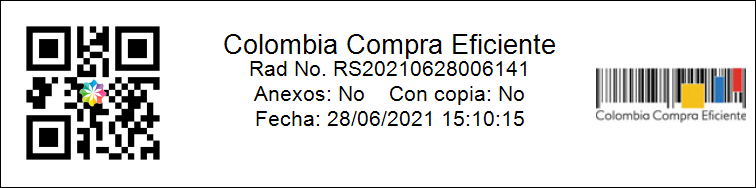 Colombia Compra Eficiente
Rad No. RS20210628006141
Anexos: No    Con copia: No
Fecha: 28/06/2021 15:10:15
Colombia Compra Eficiente